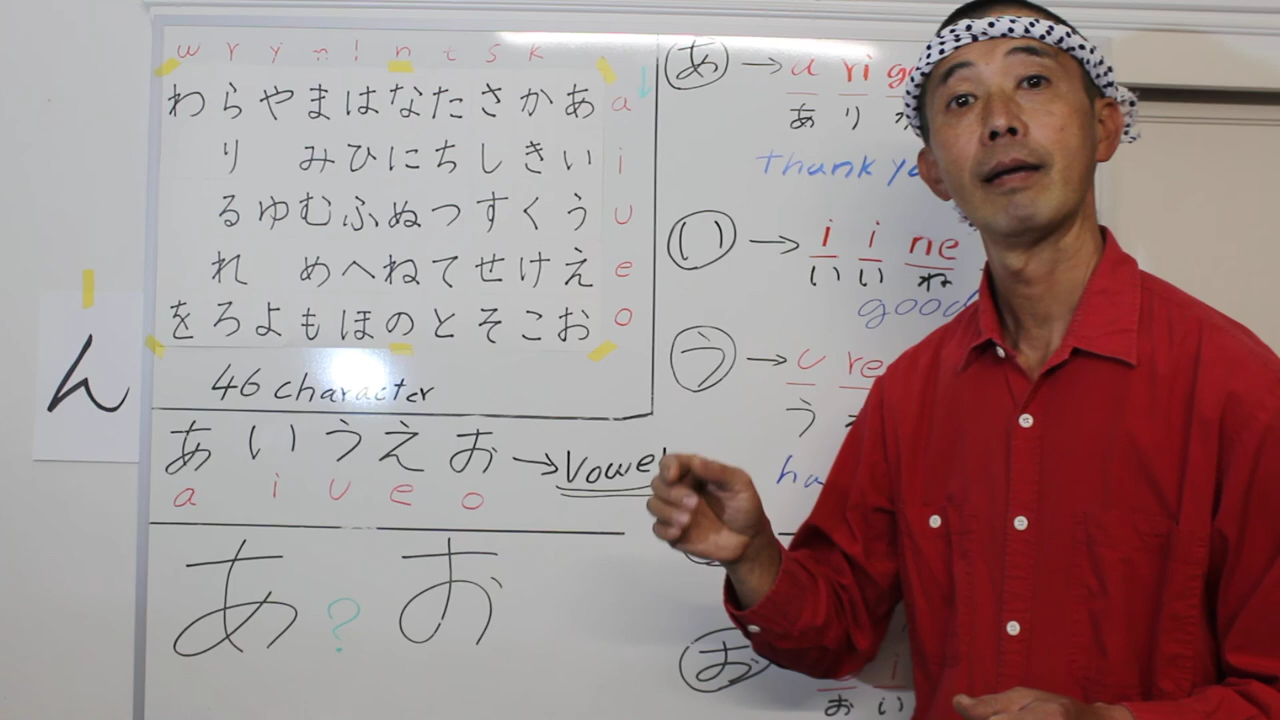 w r y m h n t s k
わらやまはなたさかあ a
り みひにちしきい i
るゆむふぬつすくう u
れ めへねてせけえ e
をろよもほのとそこお o
46 character
ん
あ い う え お → Vowel
a i u e o
あ ? お
あ → a ri
あ り
thank
い → i i ne
い い ね
good
う → u re
う
お
お い